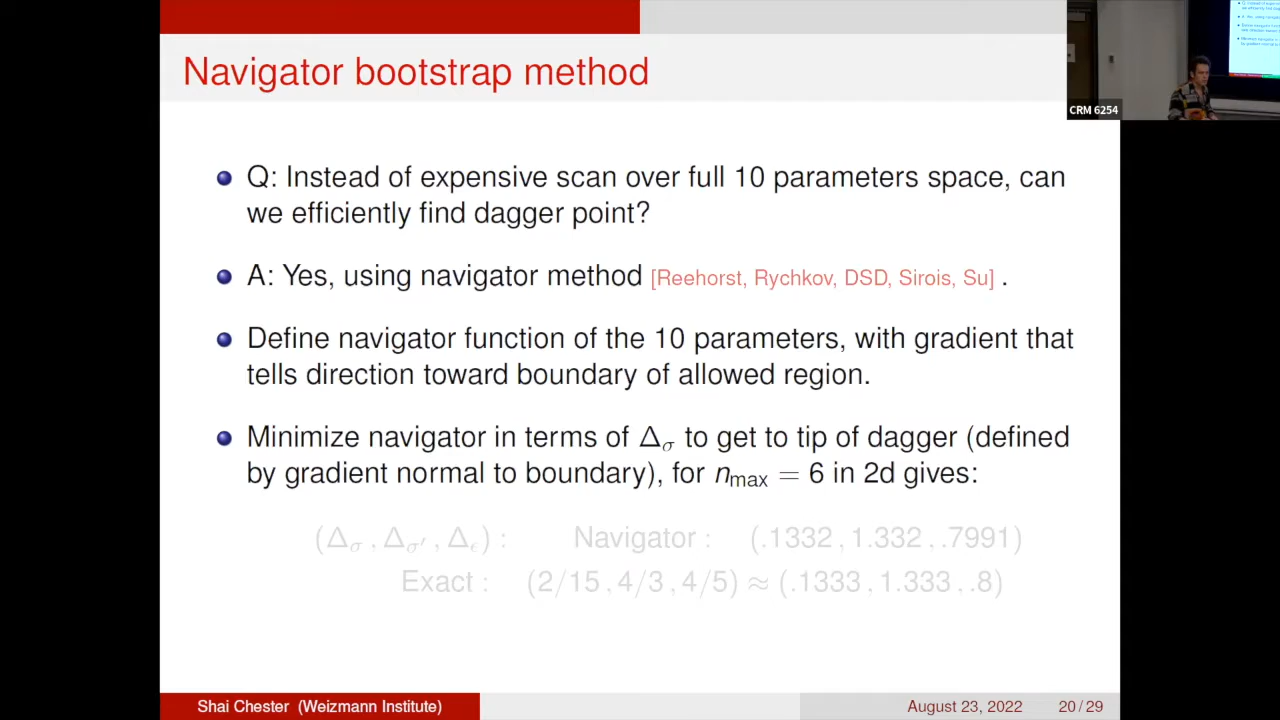 Navigator bootstrap method
CRM 6254
Q: Instead of expensive scan over full 10 parameters space, can
we efficiently find dagger point?
A: Yes, using navigator method [Reehorst, Rychkov, DSD, Sirois, Su] .
Define navigator function of the 10 parameters, with gradient that
tells direction toward boundary of allowed region.
Minimize navigator in terms of Δσ to get to tip of dagger (defined
by gradient normal to boundary), for nmax = 6 in 2d gives:
(Δσ , Δσ′ , Δϵ) : Navigator : (.1332 , 1.332 , .7991)
Exact : (2/15 , 4/3 , 4/5) ≈ (.1333 , 1.333 , .8)
Shai Chester (Weizmann Institute) August 23, 2022 20 / 29